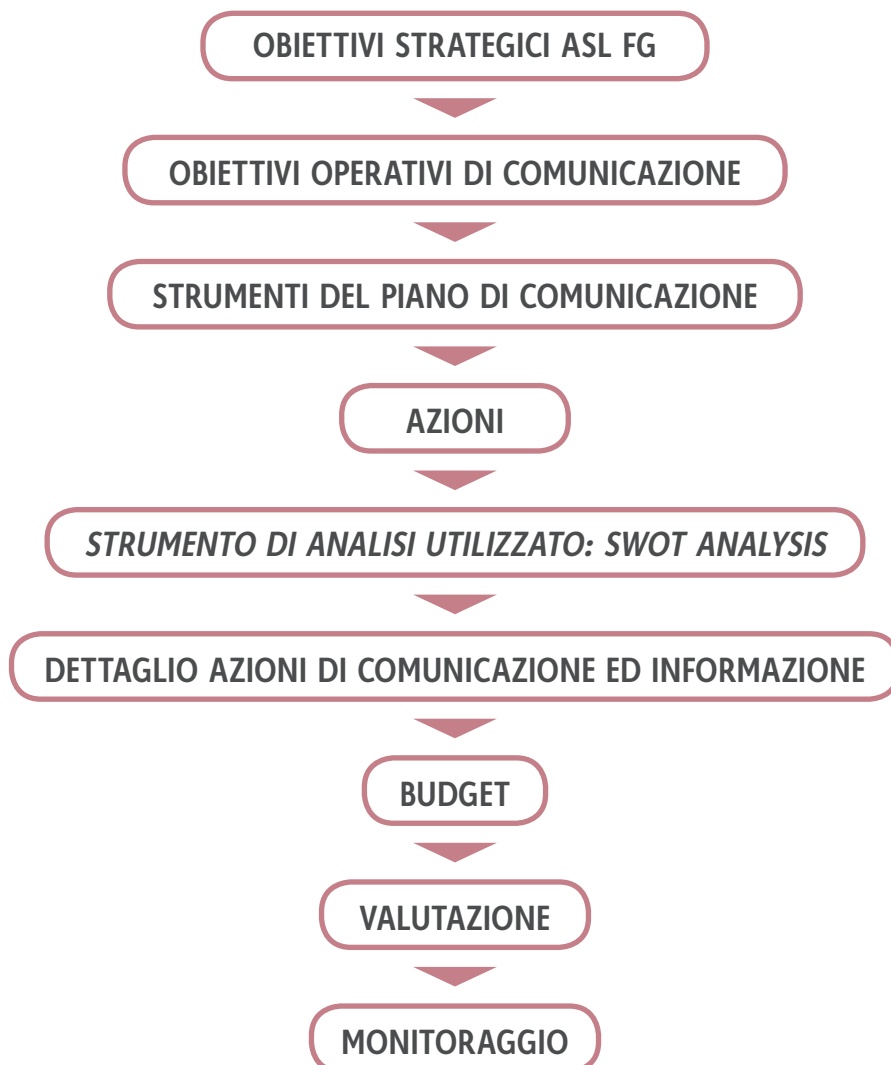 OBIETTIVI STRATEGICI ASL FG
OBIETTIVI OPERATIVI DI COMUNICAZIONE
STRUMENTI DEL PIANO DI COMUNICAZIONE
AZIONI
STRUMENTO DI ANALISI UTILIZZATO: SWOT ANALYSIS
DETTAGLIO AZIONI DI COMUNICAZIONE ED INFORMAZIONE
BUDGET
VALUTAZIONE
MONITORAGGIO